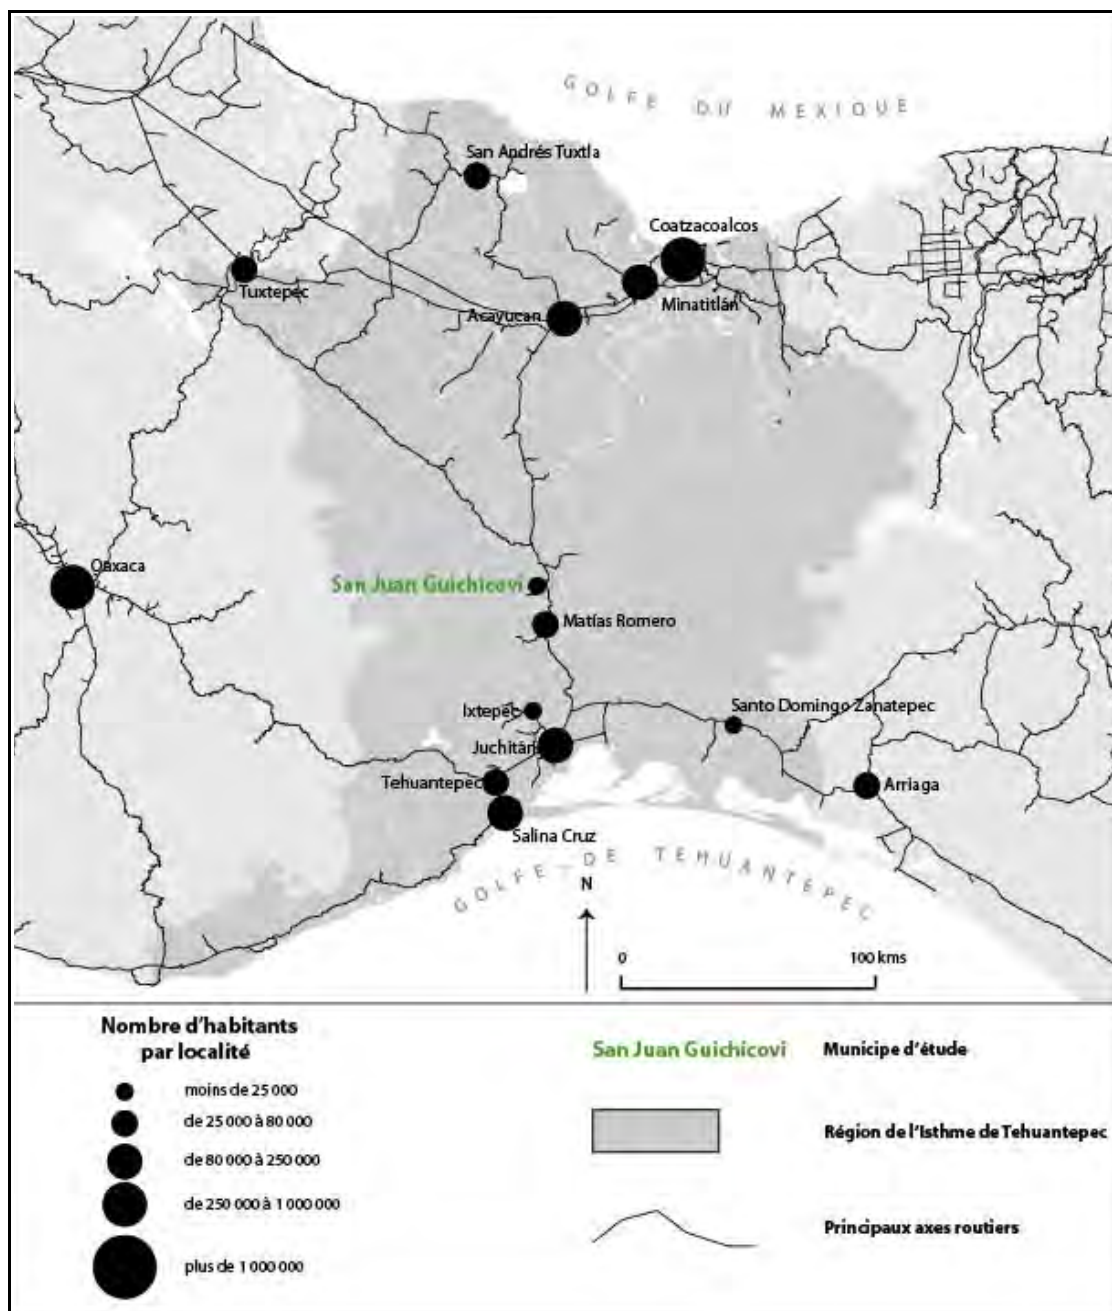 GOLFE DU MEXIQUE
San Andrés Tuxtla
Coatzacoalcos
Tuxtepec
Minatitlán
Acayucan
Oaxaca
San Juan Guichicovi
Matías Romero
Ixtepec
Santo Domingo Zanatepec
Juchitán
Tehuantepec
Arriaga
Salina Cruz
GOLFE DE TEHUANTEPEC
N
0 100 kms
Nombre d'habitants
par localité
moins de 25 000
de 25 000 à 80 000
de 80 000 à 250 000
de 250 000 à 1 000 000
plus de 1 000 000
San Juan Guichicovi Municipe d'étude
Région de l'Isthme de Tehuantepec
Principaux axes routiers